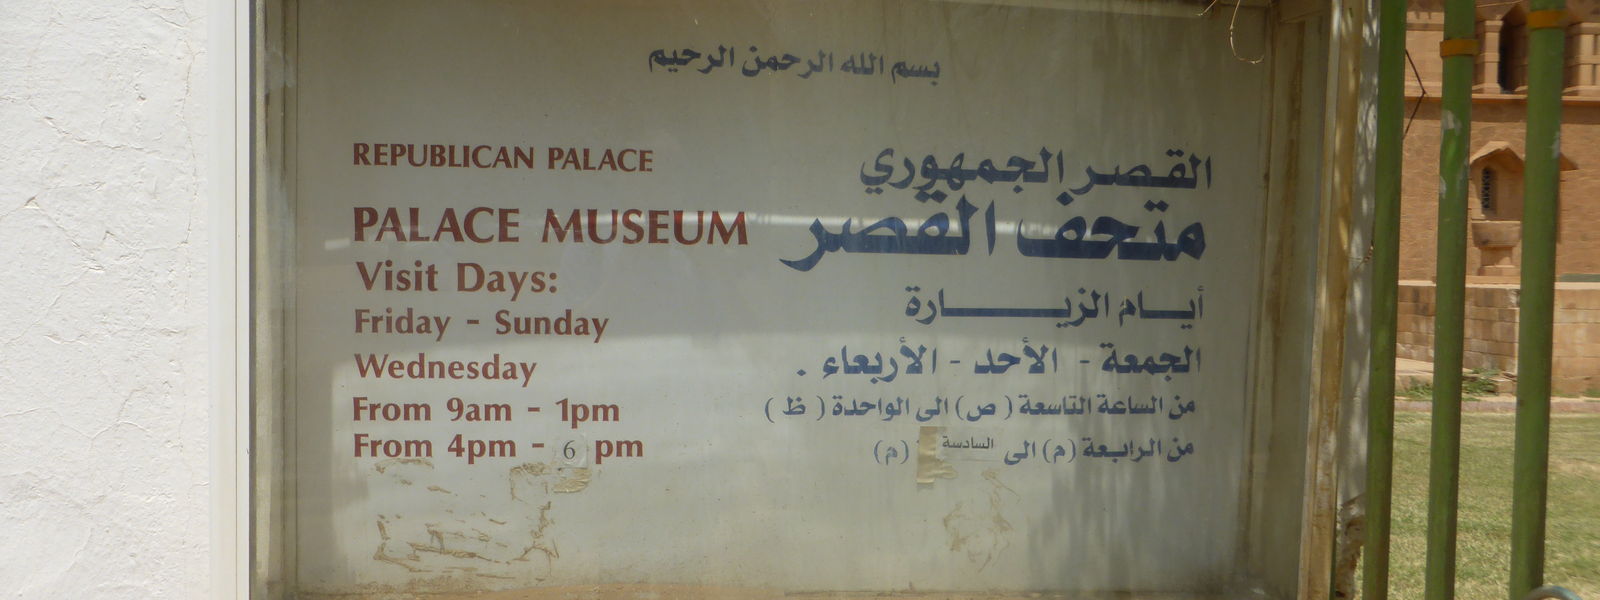 بسم الله الرحمن الرحيم
REPUBLICAN PALACE
PALACE MUSEUM
Visit Days:
Friday - Sunday
Wednesday
From 9am - 1pm
From 4pm - 6 pm
القصر الجمهوري
متحف القصر
أيام الزيارة
الجمعة - الأحد - الأربعاء .
من الساعة التاسعة ( ص ) الى الواحدة ( ظ )
من الرابعة (م) الى السادسة (م)